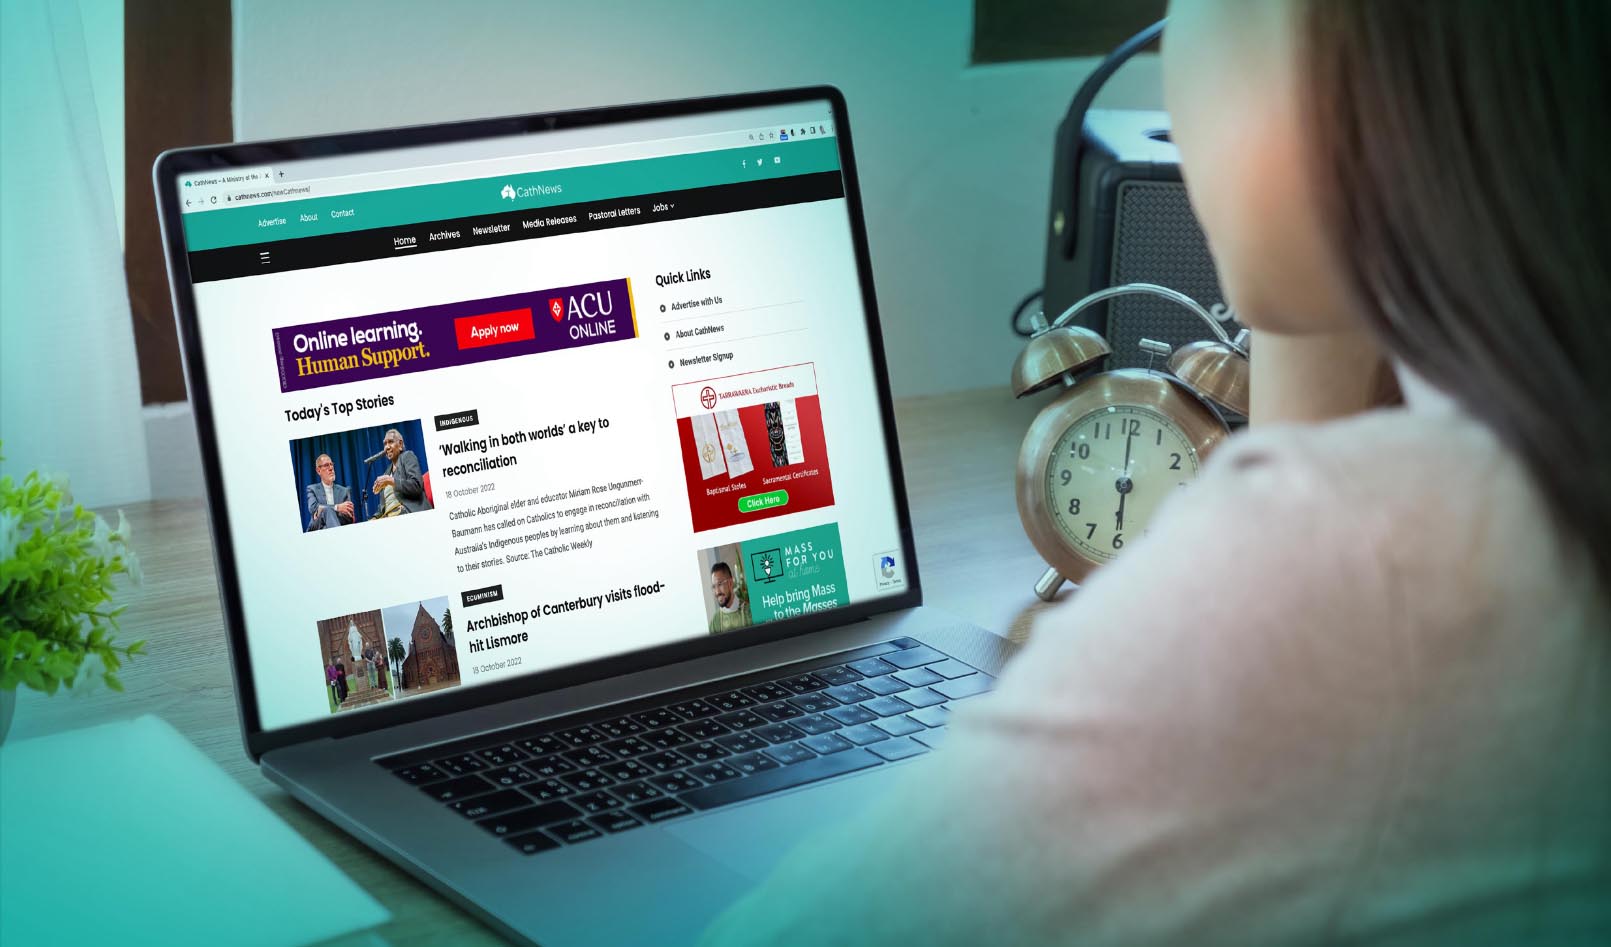 CathNews – A Ministry of the
cathnews.com/newCathnews/
Advertise About Contact
CathNews
Home Archives Newsletter Media Releases Pastoral Letters Jobs
Online learning.
Human Support.
Apply now
ACU
ONLINE
Quick Links
Advertise with Us
About CathNews
Newsletter Signup
Today's Top Stories
INDIGENOUS
‘Walking in both worlds’ a key to
reconciliation
18 October 2022
Catholic Aboriginal elder and educator Miriam Rose Ungunmerr-
Baumann has called on Catholics to engage in reconciliation with
Australia's Indigenous peoples by learning about them and listening
to their stories. Source: The Catholic Weekly
ECUMINISM
Archbishop of Canterbury visits flood-
hit Lismore
18 October 2022
TARRAWARRA Eucharistic Breads
Baptismal Stoles
Sacramental Certificates
Click Here
MASS
FOR YOU
at home
Help bring Mass
to the Masses
Privacy - Terms
11 12 1
10 2
9
8
7 6